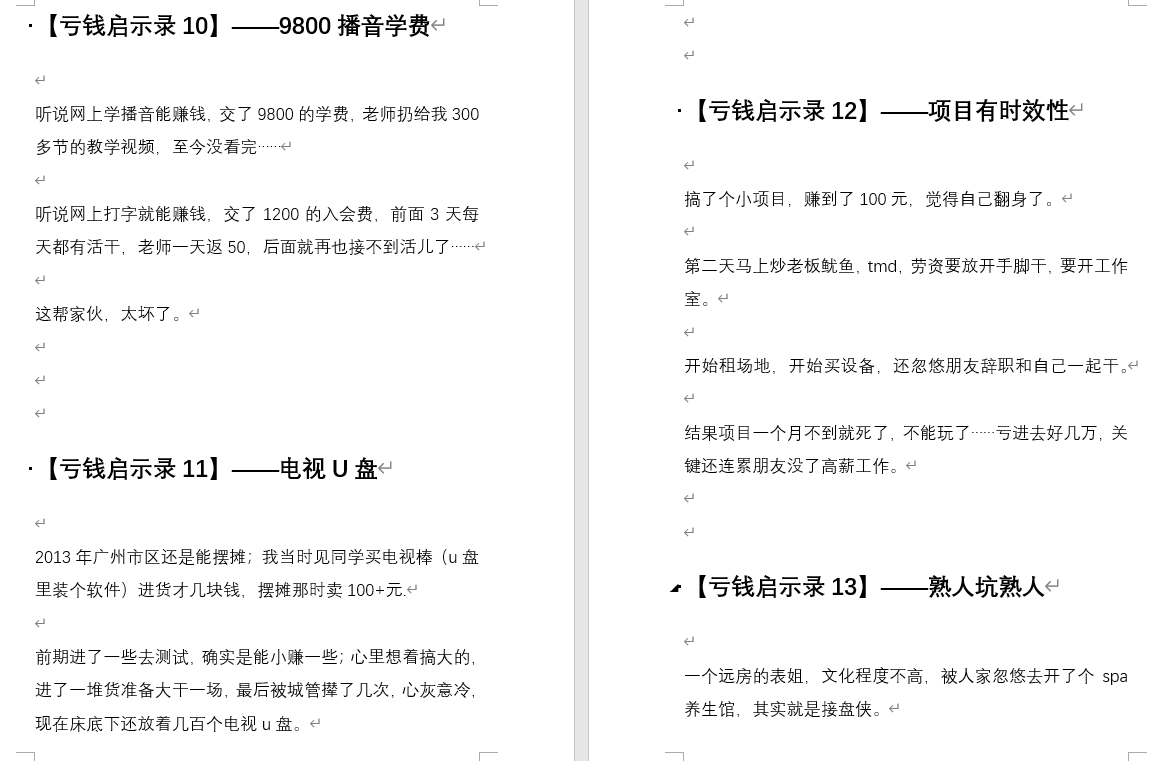 ·【亏钱启示录 10】——9800 播音学费
听说网上学播音能赚钱，交了 9800 的学费，老师扔给我 300
多节的教学视频，至今没看完……
听说网上打字就能赚钱，交了 1200 的入会费，前面 3 天每
天都有活干，老师一天返 50，后面就再也接不到活儿了……
这帮家伙，太坏了。
·【亏钱启示录 11】——电视 U 盘
2013 年广州市区还是能摆摊；我当时见同学买电视棒（u 盘
里装个软件）进货才几块钱，摆摊那时卖 100+元.
前期进了一些去测试，确实是能小赚一些；心里想着搞大的，
进了一堆货准备大干一场，最后被城管撵了几次，心灰意冷，
现在床底下还放着几百个电视 u 盘。
·【亏钱启示录 12】——项目有时效性
搞了个小项目，赚到了 100 元，觉得自己翻身了。
第二天马上炒老板鱿鱼，tmd，劳资要放开手脚干，要开工作
室。
开始租场地，开始买设备，还忽悠朋友辞职和自己一起干。
结果项目一个月不到就死了，不能玩了……亏进去好几万，关
键还连累朋友没了高薪工作。
·【亏钱启示录 13】——熟人坑熟人
一个远房的表姐，文化程度不高，被人家忽悠去开了个 spa
养生馆，其实就是接盘侠。